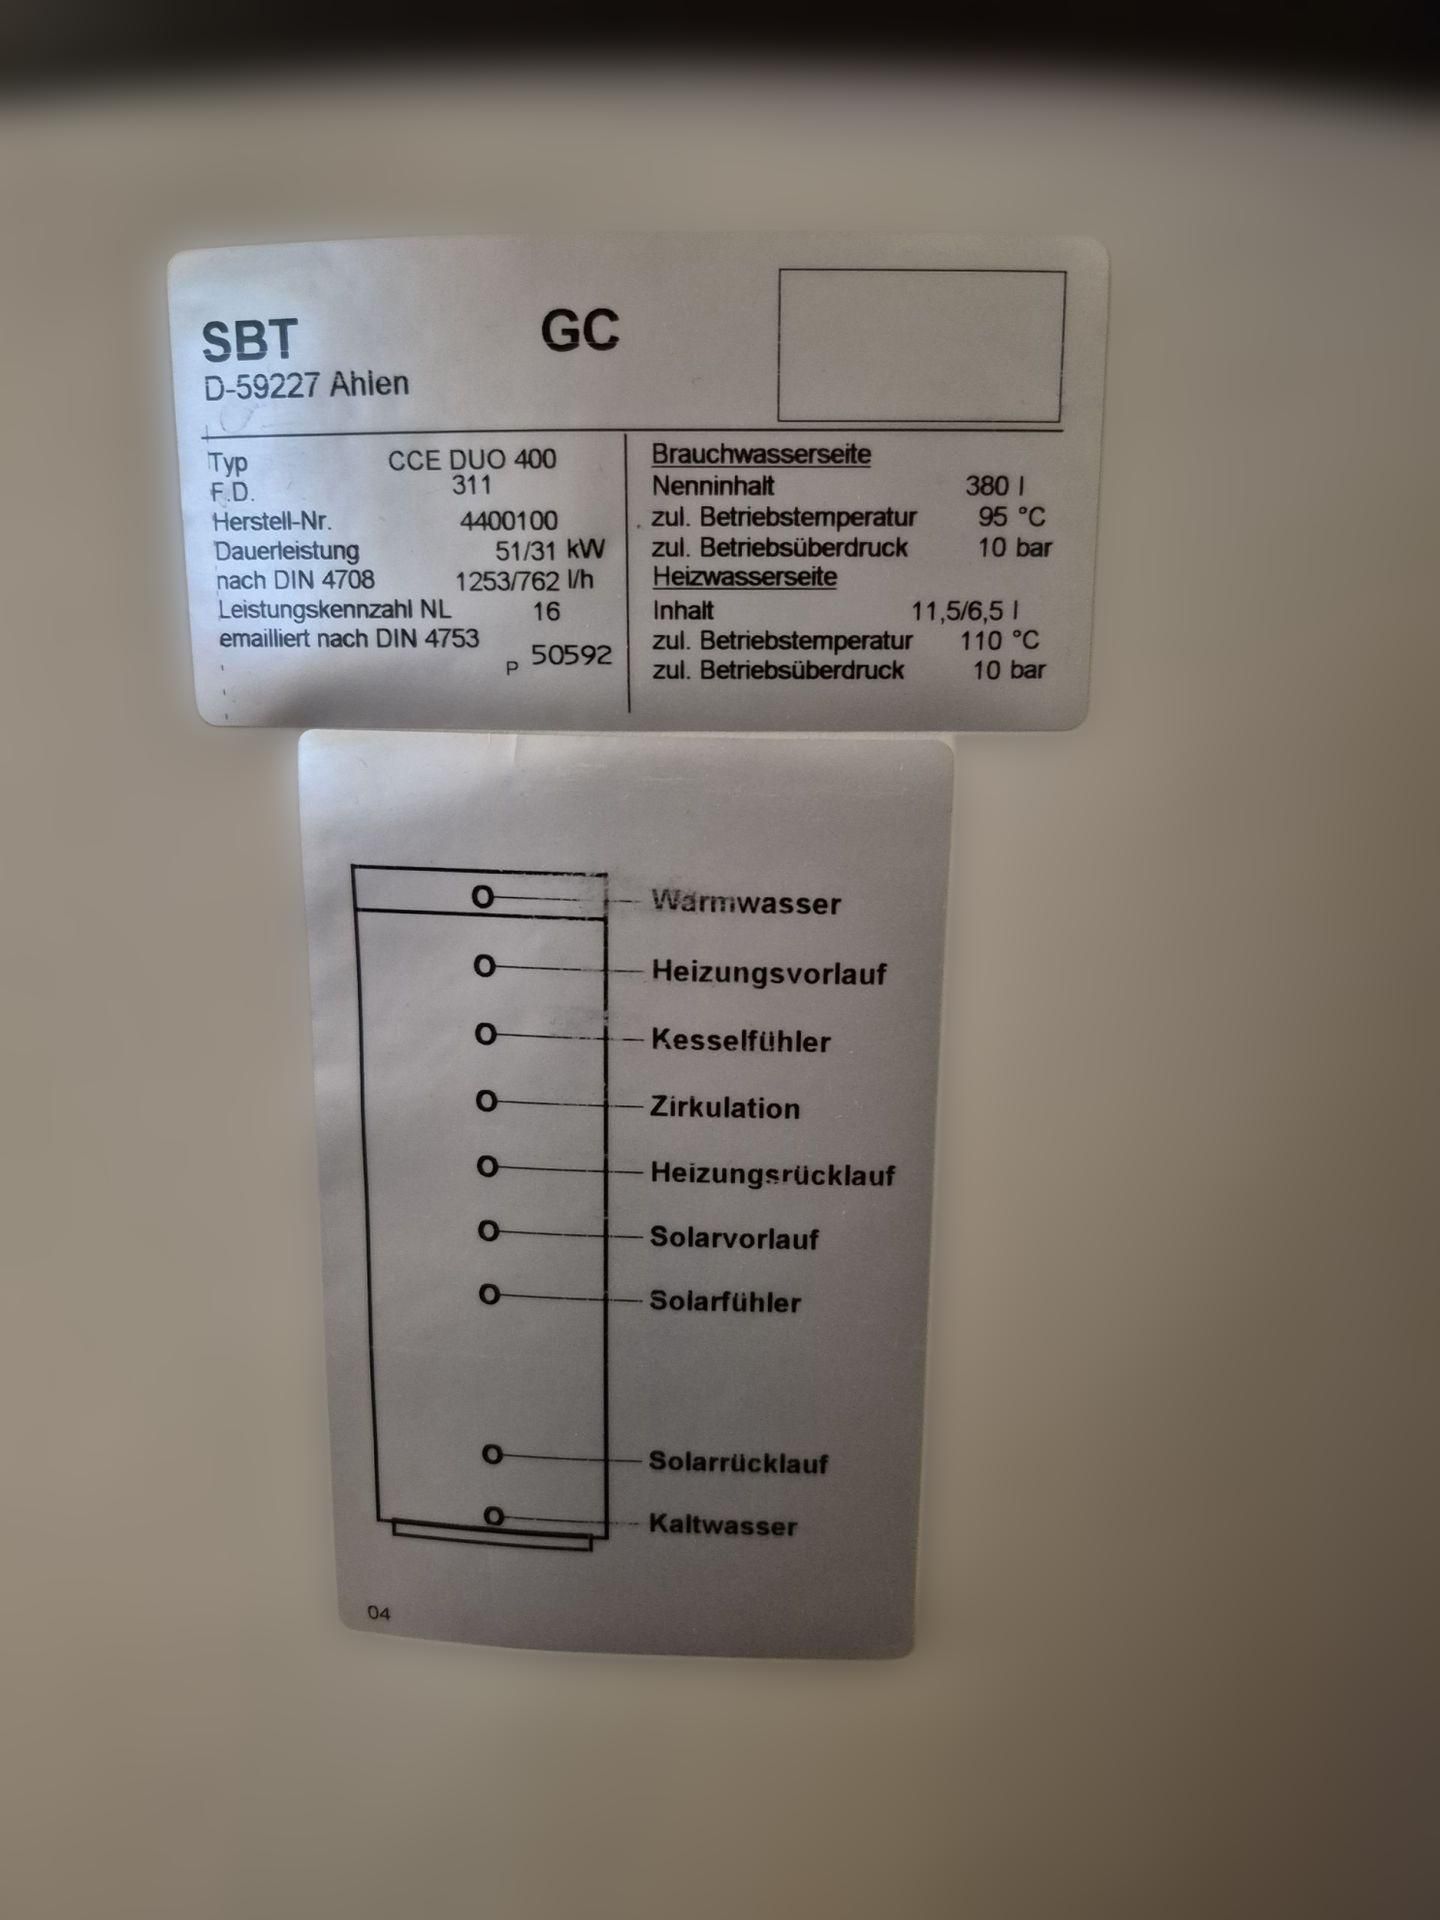 SBT
GC
D-59227 Ahlen
Typ CCE DUO 400
F.D. 311
Herstell-Nr. 4400100
Dauerleistung 51/31 kW
nach DIN 4708 1253/762 l/h
Leistungskennzahl NL 16
emailliert nach DIN 4753
P 50592
Brauchwasserseite
Nenninhalt 380 l
zul. Betriebstemperatur 95 °C
zul. Betriebsüberdruck 10 bar
Heizwasserseite
Inhalt 11,5/6,5 l
zul. Betriebstemperatur 110 °C
zul. Betriebsüberdruck 10 bar
Warmwasser
Heizungsvorlauf
Kesselfühler
Zirkulation
Heizungsrücklauf
Solarvorlauf
Solarfühler
Solarrücklauf
Kaltwasser
04